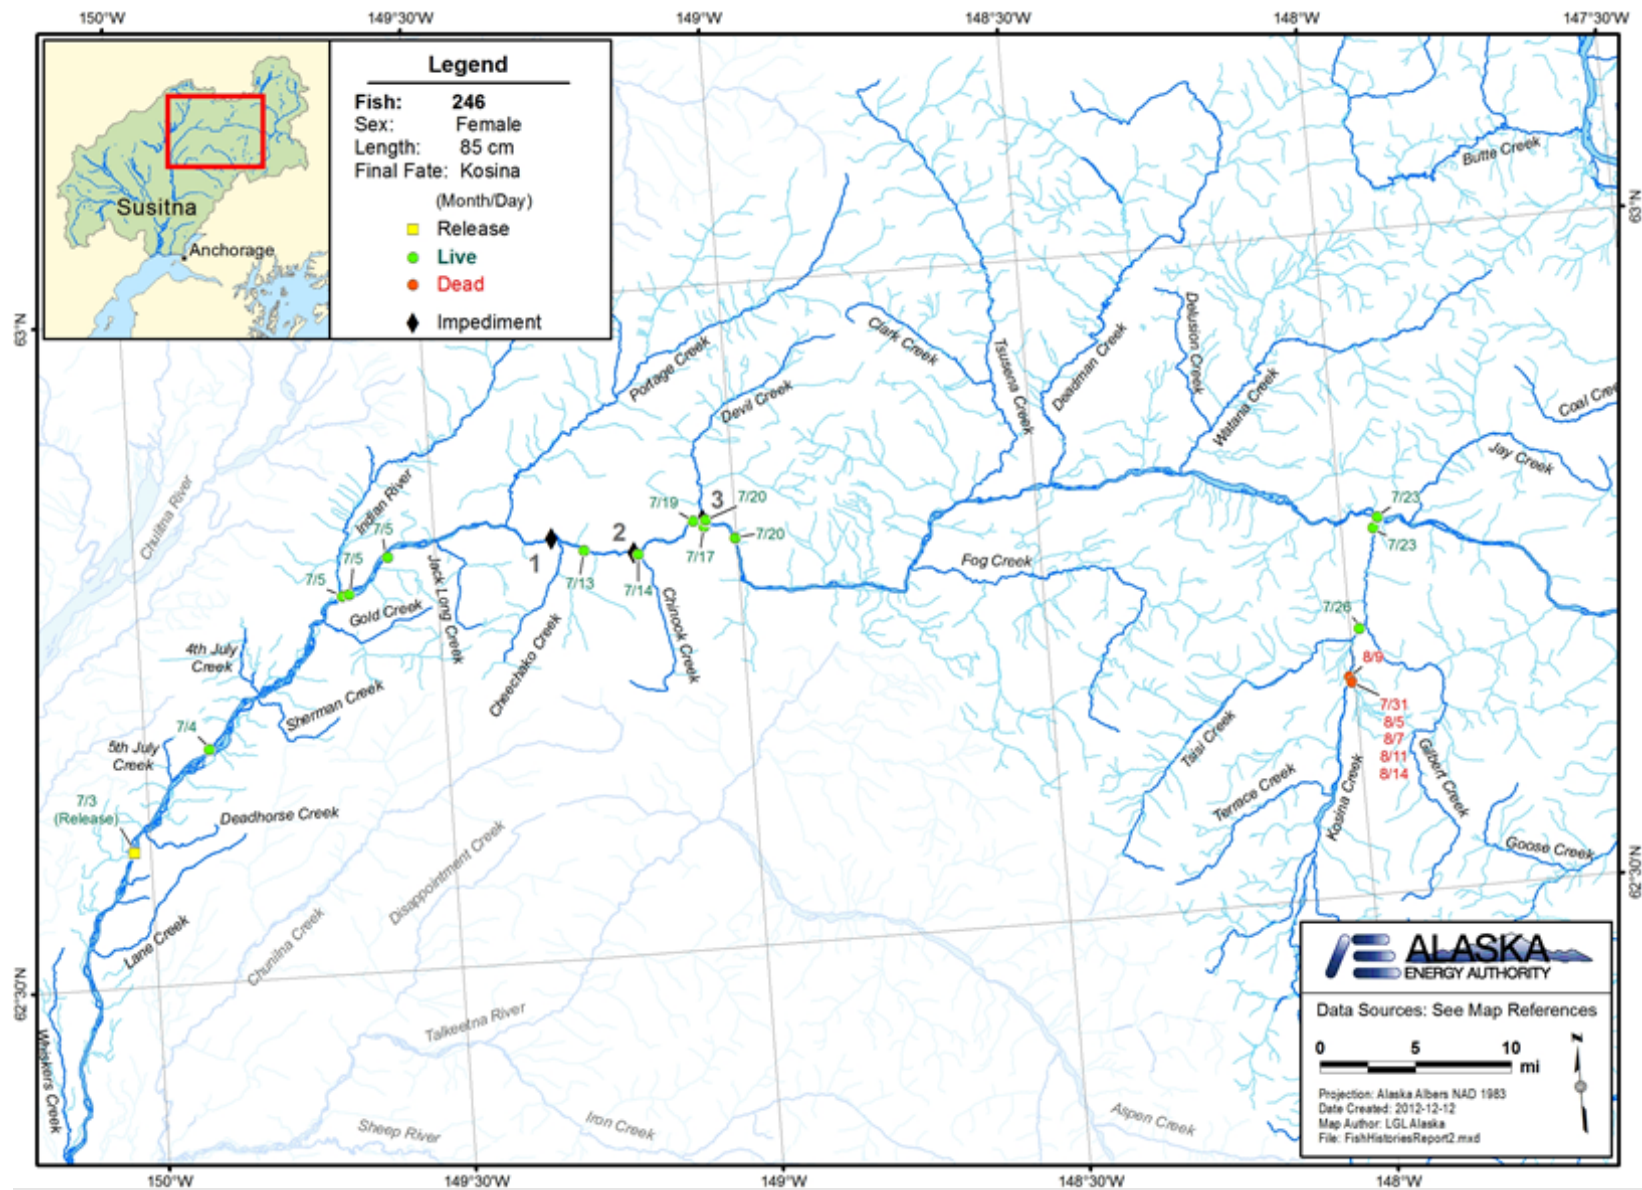 150°W 149°30'W 149°W 148°30'W 148°W 147°30'W
Legend
Fish: 246
Sex: Female
Length: 85 cm
Final Fate: Kosina
(Month/Day)
Release
Live
Dead
Impediment
Susitna
Anchorage
63°N
63°N
Butte Creek
Clark Creek
Tsusena Creek
Deadman Creek
Delusion Creek
Watana Creek
Coal Cree
Jay Creek
Portage Creek
Devil Creek
Chulitna River
Indian River
7/5
7/5
7/5
7/19
3
7/20
7/20
7/17
2
1
7/13
7/14
7/23
7/23
Fog Creek
Jack Long Creek
Gold Creek
Cheechako Creek
Chinook Creek
7/26
4th July
Creek
Sherman Creek
8/9
7/31
8/5
8/7
8/11
8/14
7/4
5th July
Creek
Tsisi Creek
Gilbert Creek
Terrace Creek
Kosina Creek
7/3
(Release)
Deadhorse Creek
Goose Creek
Disappointment Creek
Lane Creek
Chunilna Creek
62°30'N
62°30'N
Talkeetna River
Whiskers Creek
Sheep River
Iron Creek
Aspen Creek
ALASKA
ENERGY AUTHORITY
Data Sources: See Map References
0 5 10
mi
N
Projection: Alaska Albers NAD 1983
Date Created: 2012-12-12
Map Author: LGL Alaska
File: FishHistoriesReport2.mxd
150°W 149°30'W 149°W 148°30'W 148°W